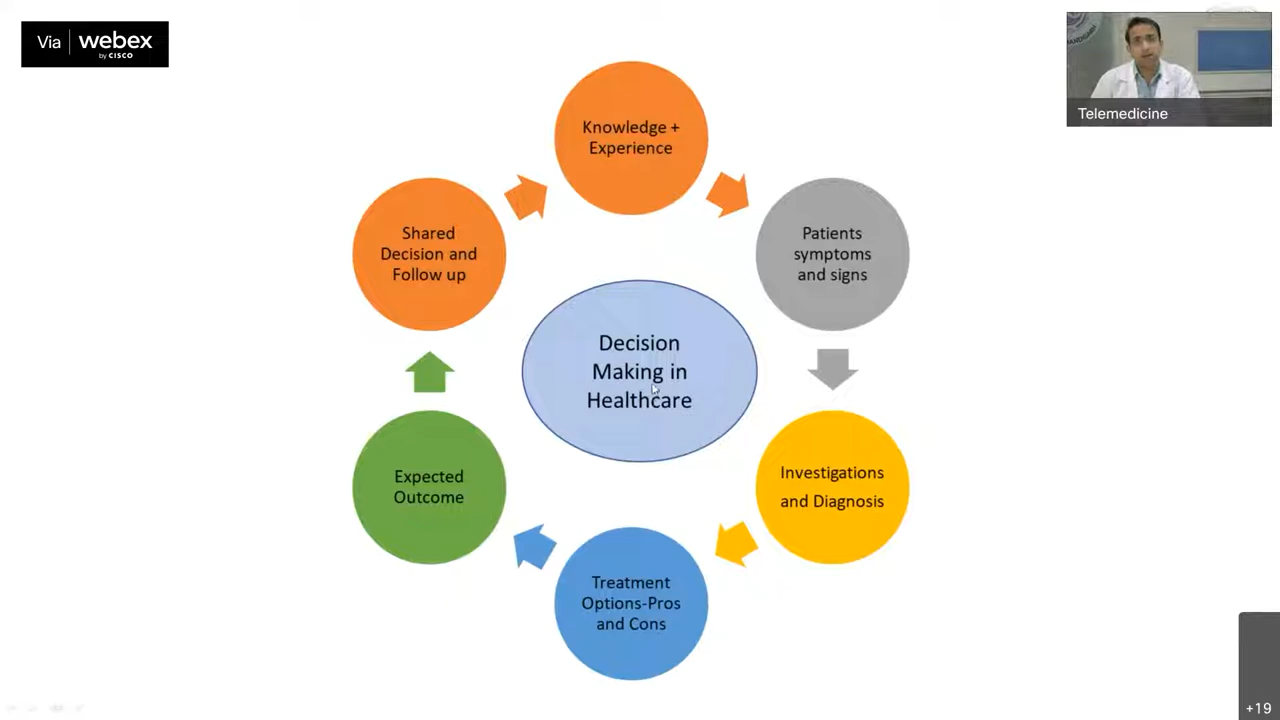 Via webex
by CISCO
Telemedicine
Knowledge +
Experience
Patients
symptoms
and signs
Investigations
and Diagnosis
Treatment
Options-Pros
and Cons
Expected
Outcome
Shared
Decision and
Follow up
Decision
Making in
Healthcare
+19